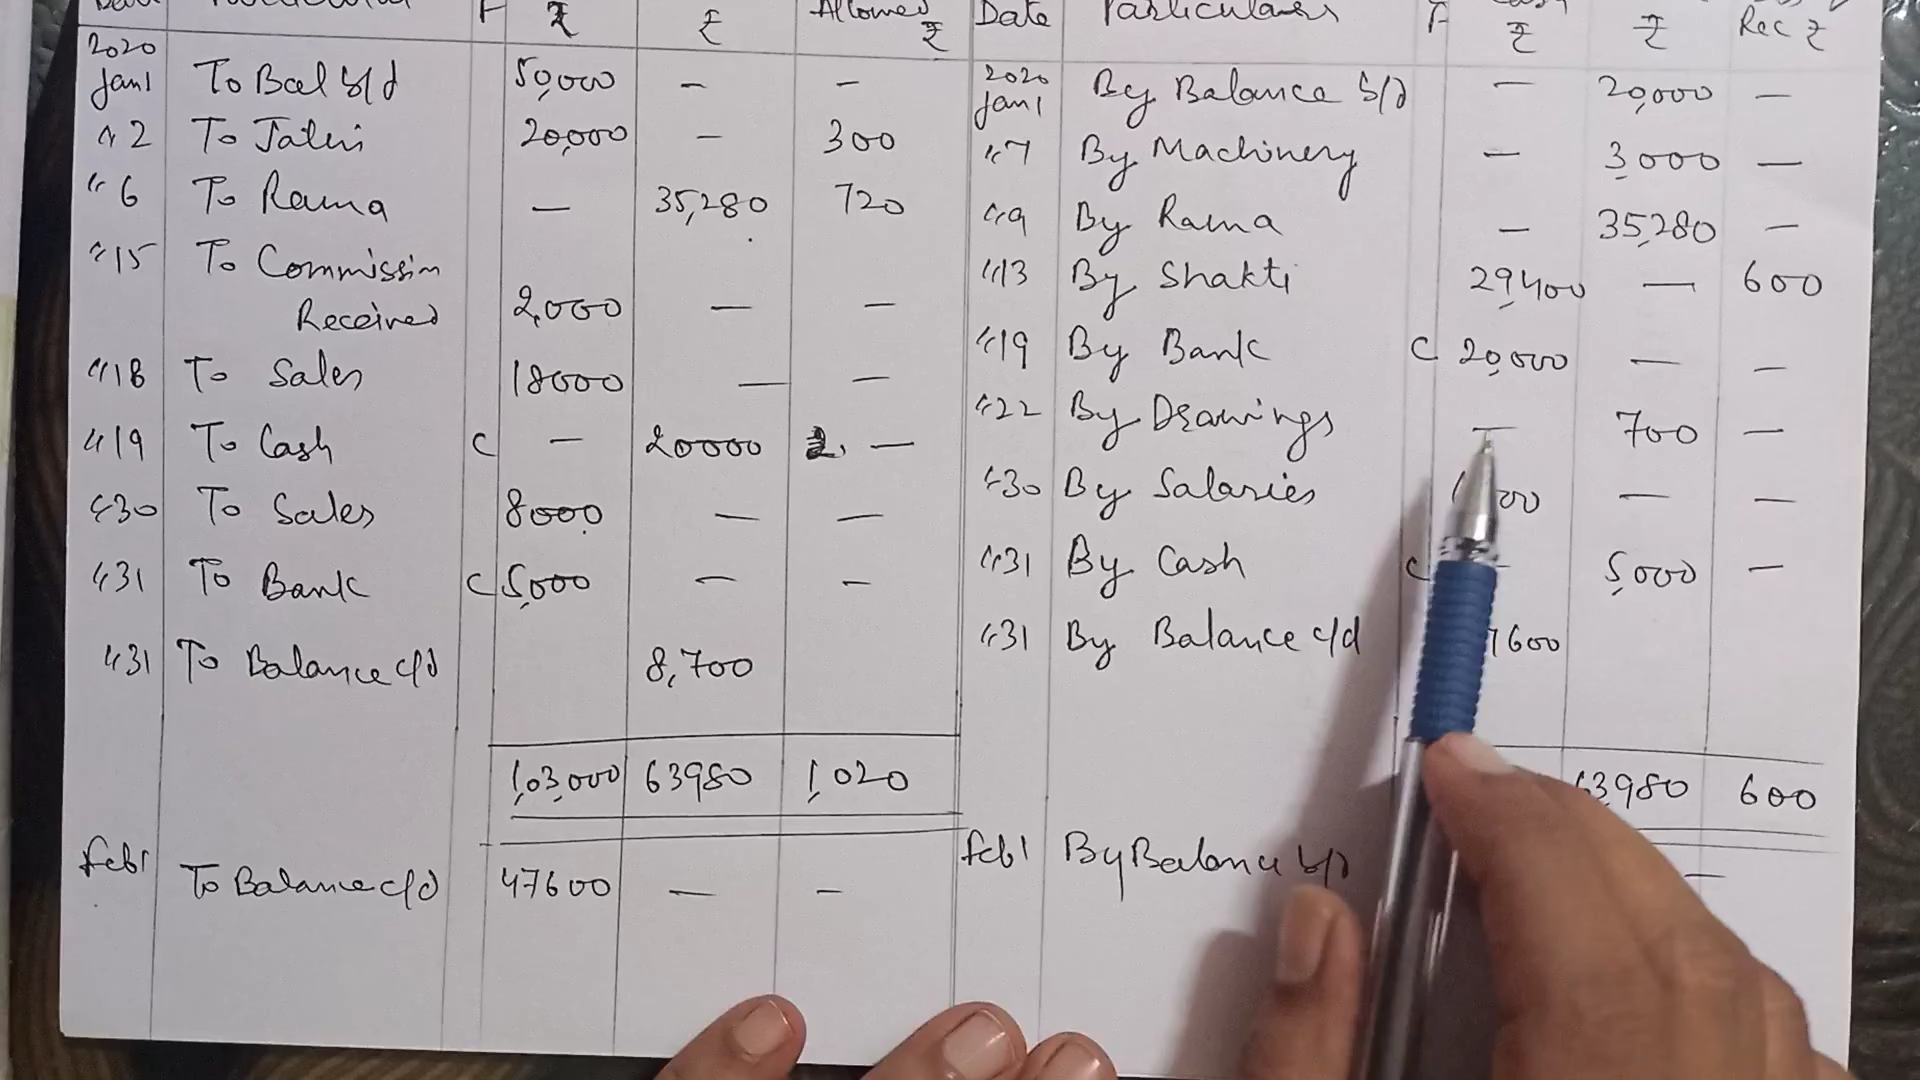 F ₹ ₹ Allowed ₹ Date Particulars F ₹ ₹ Rec ₹
2020 Jan 1 To Bal b/d 50,000 — — 2020 Jan 1 By Balance b/d — 20,000 —
" 2 To Jatin 20,000 — 300 " 7 By Machinery — 3,000 —
" 6 To Rama — 35,280 720 " 9 By Rama — 35,280 —
" 15 To Commission Received 2,000 — — " 13 By Shakti 29,400 — 600
" 18 To Sales 18000 — — " 19 By Bank C 20,000 — —
" 19 To Cash C — 20000 — " 22 By Drawings — 700 —
" 30 To Sales 8000 — — " 30 By Salaries 00 — —
" 31 To Bank C 5,000 — — " 31 By Cash C - 5,000 —
" 31 To Balance c/d 8,700 " 31 By Balance c/d 7600
1,03,000 63980 1,020 63,980 600
Feb 1 To Balance c/d 47600 — — Feb 1 By Balance b/d —